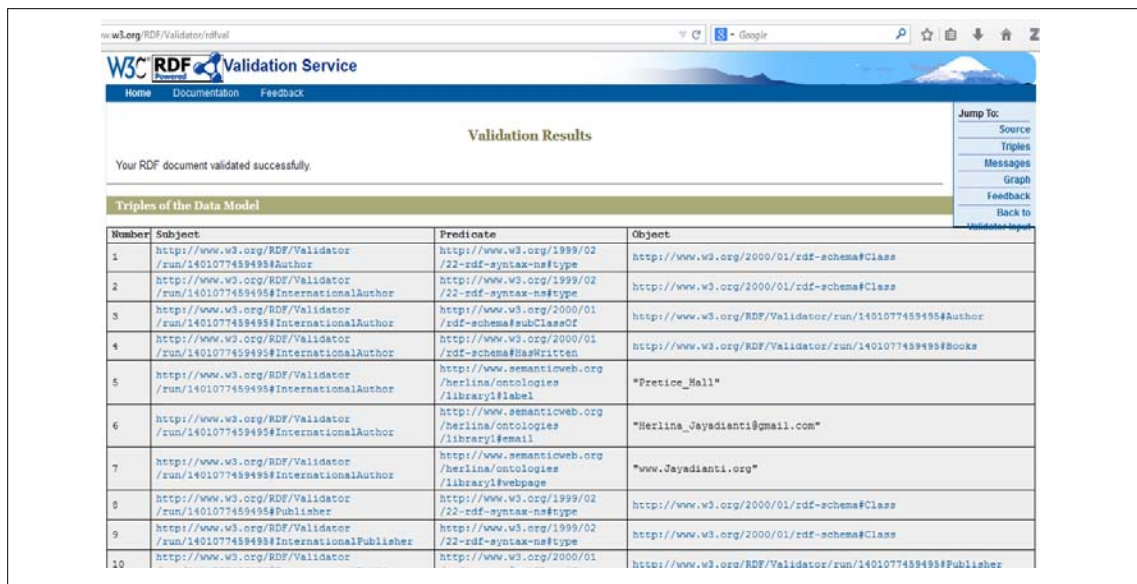 w.w3.org/RDF/Validator/rdfval
Google
W3C RDF Powered Validation Service
Home Documentation Feedback
Jump To:
Source
Triples
Messages
Graph
Feedback
Back to
Validator Input
Validation Results
Your RDF document validated successfully.
Triples of the Data Model
Number Subject Predicate Object
1 http://www.w3.org/RDF/Validator http://www.w3.org/1999/02 http://www.w3.org/2000/01/rdf-schema#Class
/run/1401077459495#Author /22-rdf-syntax-ns#type
2 http://www.w3.org/RDF/Validator http://www.w3.org/1999/02 http://www.w3.org/2000/01/rdf-schema#Class
/run/1401077459495#InternationalAuthor /22-rdf-syntax-ns#type
3 http://www.w3.org/RDF/Validator http://www.w3.org/2000/01 http://www.w3.org/RDF/Validator/run/1401077459495#Author
/run/1401077459495#InternationalAuthor /rdf-schema#subClassOf
4 http://www.w3.org/RDF/Validator http://www.w3.org/2000/01 http://www.w3.org/RDF/Validator/run/1401077459495#Books
/run/1401077459495#InternationalAuthor /rdf-schema#HasWritten
5 http://www.w3.org/RDF/Validator http://www.semanticweb.org "Pretice_Hall"
/run/1401077459495#InternationalAuthor /herlina/ontologies
/library1#label
6 http://www.w3.org/RDF/Validator http://www.semanticweb.org "Herlina_Jayadianti@gmail.com"
/run/1401077459495#InternationalAuthor /herlina/ontologies
/library1#email
7 http://www.w3.org/RDF/Validator http://www.semanticweb.org "www.Jayadianti.org"
/run/1401077459495#InternationalAuthor /herlina/ontologies
/library1#webpage
8 http://www.w3.org/RDF/Validator http://www.w3.org/1999/02 http://www.w3.org/2000/01/rdf-schema#Class
/run/1401077459495#Publisher /22-rdf-syntax-ns#type
9 http://www.w3.org/RDF/Validator http://www.w3.org/1999/02 http://www.w3.org/2000/01/rdf-schema#Class
/run/1401077459495#InternationalPublisher /22-rdf-syntax-ns#type
10 http://www.w3.org/RDF/Validator http://www.w3.org/2000/01 http://www.w3.org/RDF/Validator/run/1401077459495#Publisher